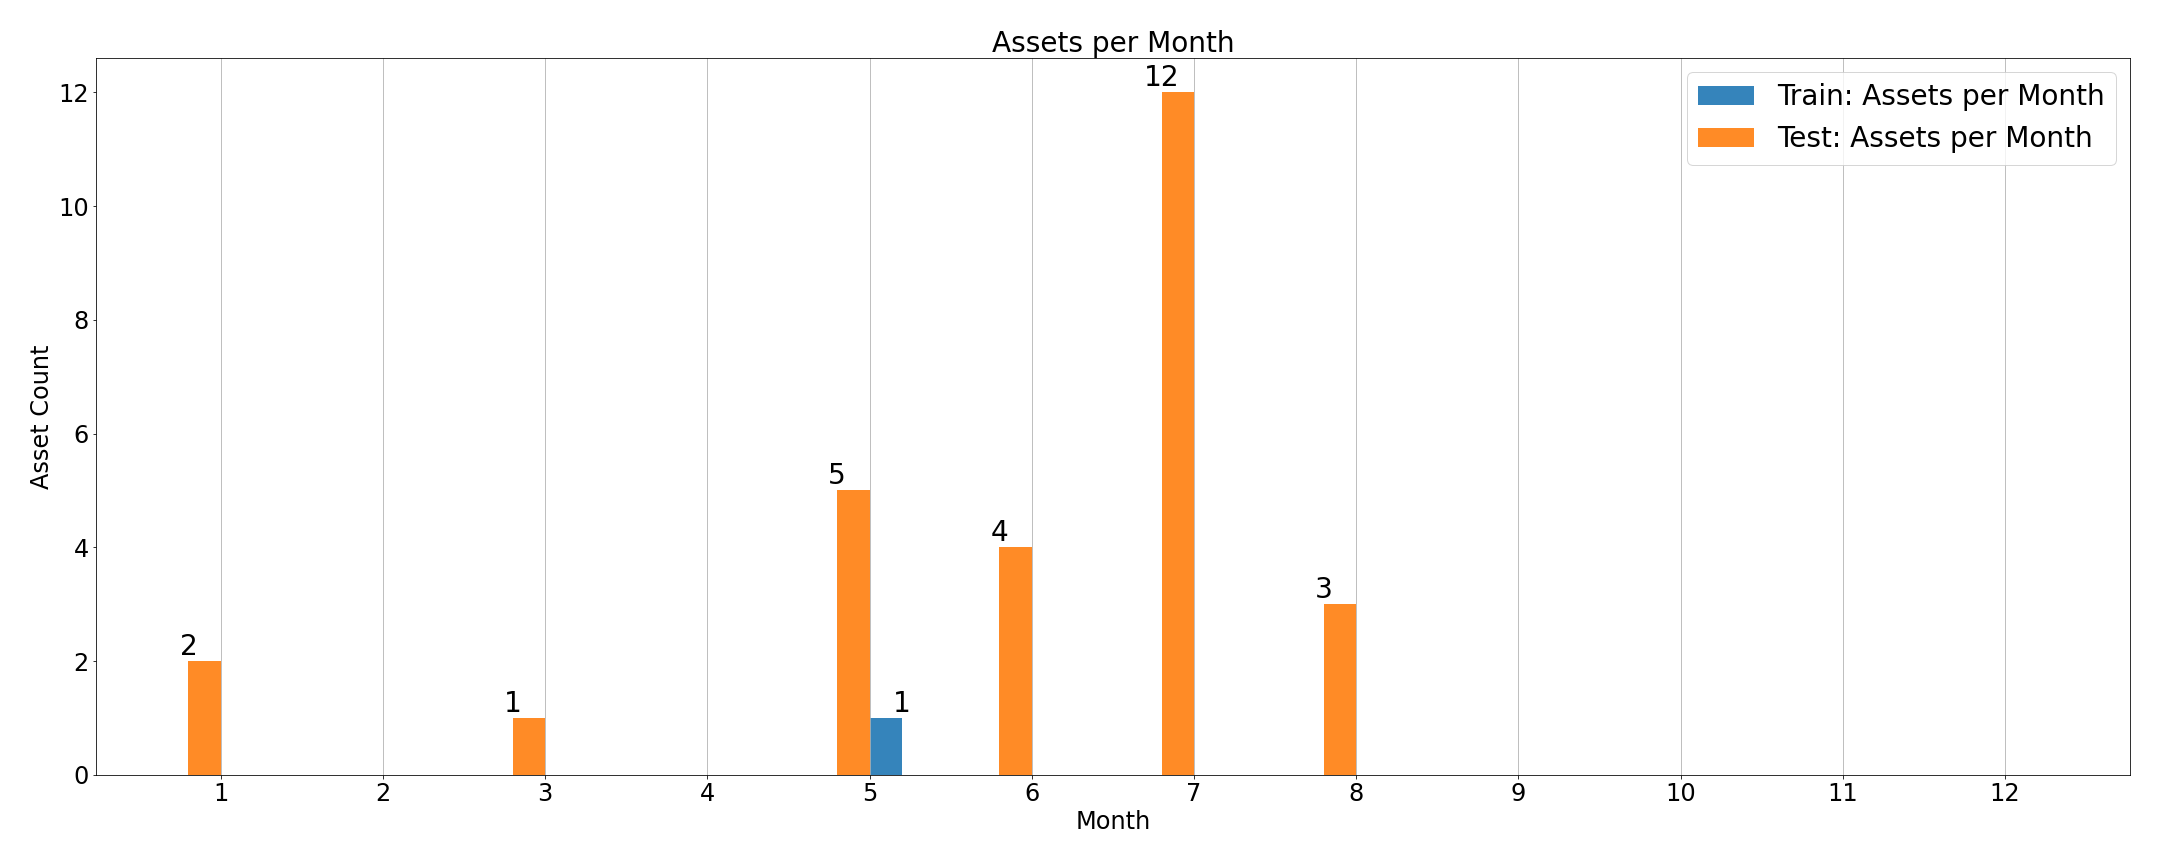 Assets per Month
Train: Assets per Month
Test: Assets per Month
Asset Count
12
10
8
6
4
2
0
2
1
5
1
4
12
3
1 2 3 4 5 6 7 8 9 10 11 12
Month